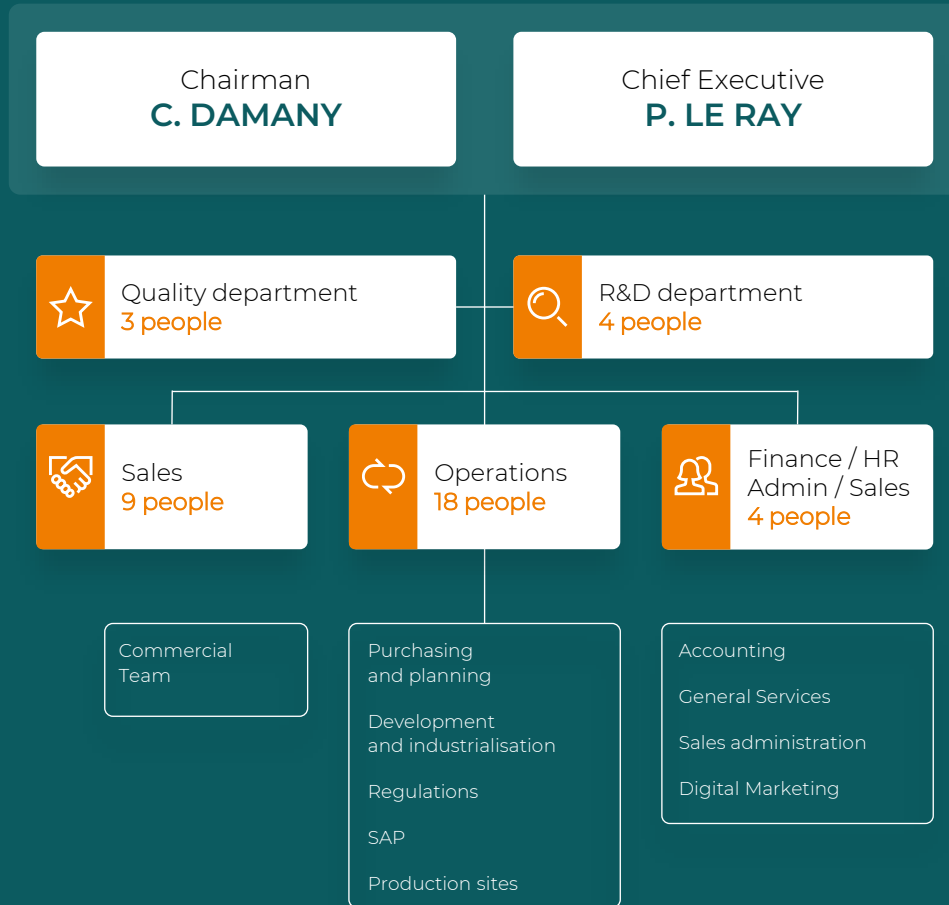 Chairman
C. DAMANY
Chief Executive
P. LE RAY
Quality department
3 people
R&D department
4 people
Sales
9 people
Operations
18 people
Finance / HR
Admin / Sales
4 people
Commercial
Team
Purchasing
and planning
Development
and industrialisation
Regulations
SAP
Production sites
Accounting
General Services
Sales administration
Digital Marketing